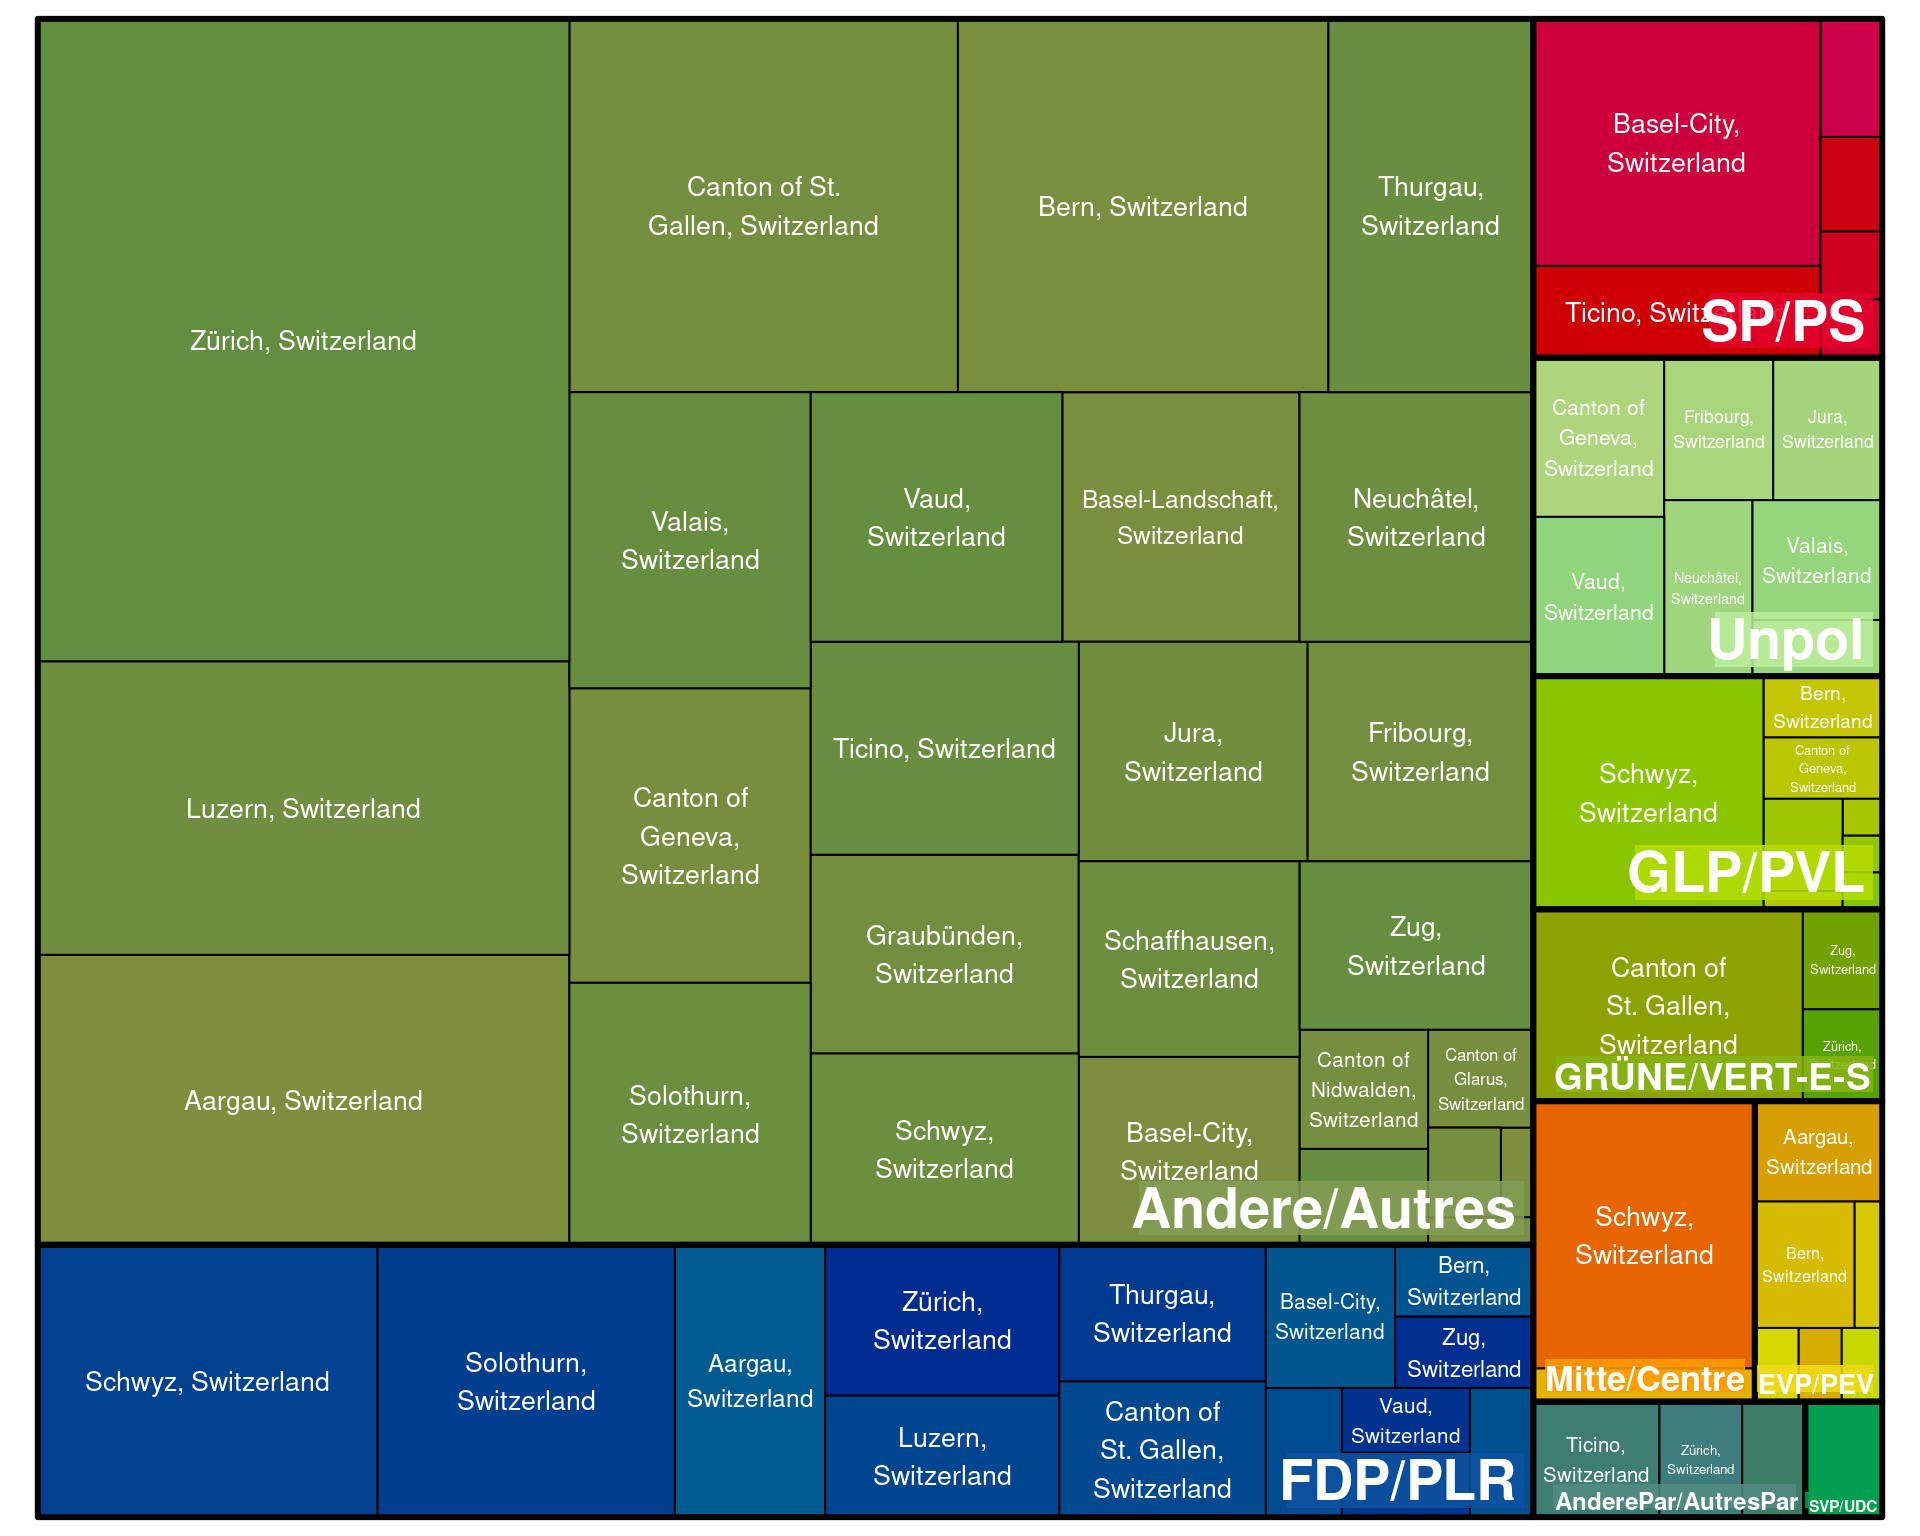 Zürich, Switzerland
Canton of St.
Gallen, Switzerland
Bern, Switzerland
Thurgau,
Switzerland
Luzern, Switzerland
Aargau, Switzerland
Valais,
Switzerland
Vaud,
Switzerland
Basel-Landschaft,
Switzerland
Neuchâtel,
Switzerland
Canton of
Geneva,
Switzerland
Ticino, Switzerland
Jura,
Switzerland
Fribourg,
Switzerland
Solothurn,
Switzerland
Graubünden,
Switzerland
Schaffhausen,
Switzerland
Zug,
Switzerland
Schwyz,
Switzerland
Basel-City,
Switzerland
Canton of
Nidwalden,
Switzerland
Canton of
Glarus,
Switzerland
Andere/Autres
Schwyz, Switzerland
Solothurn,
Switzerland
Aargau,
Switzerland
Zürich,
Switzerland
Luzern,
Switzerland
Thurgau,
Switzerland
Canton of
St. Gallen,
Switzerland
Basel-City,
Switzerland
Bern,
Switzerland
Zug,
Switzerland
Vaud,
Switzerland
FDP/PLR
Basel-City,
Switzerland
Ticino, Switzerland
SP/PS
Canton of
Geneva,
Switzerland
Fribourg,
Switzerland
Jura,
Switzerland
Vaud,
Switzerland
Neuchâtel,
Switzerland
Valais,
Switzerland
Unpol
Schwyz,
Switzerland
Bern,
Switzerland
Canton of
Geneva,
Switzerland
GLP/PVL
Canton of
St. Gallen,
Switzerland
Zug,
Switzerland
Zürich,
Switzerland
GRÜNE/VERT-E-S
Schwyz,
Switzerland
Mitte/Centre
Aargau,
Switzerland
Bern,
Switzerland
EVP/PEV
Ticino,
Switzerland
Zürich,
Switzerland
AnderePar/AutresPar
SVP/UDC